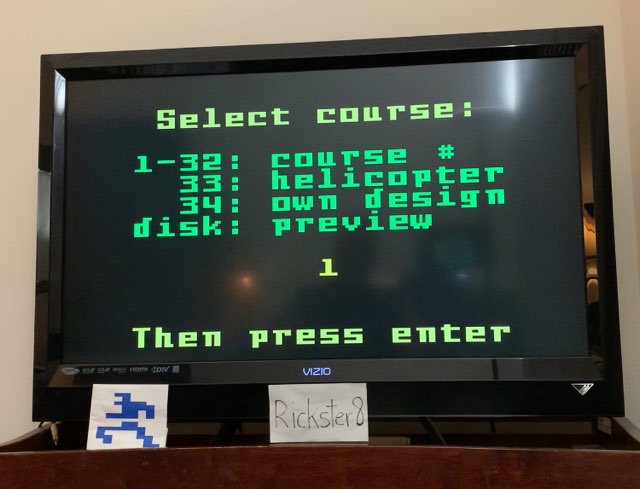 Select course:
1-32: course #
33: helicopter
34: own design
disk: preview
1
Then press enter
VIZIO
Rickster8